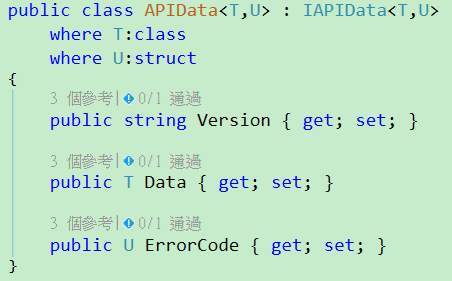 public class APIData<T,U> : IAPIData<T,U>
    where T:class
    where U:struct
{
    3 個參考|0/1 通過
    public string Version { get; set; }
    3 個參考|0/1 通過
    public T Data { get; set; }
    3 個參考|0/1 通過
    public U ErrorCode { get; set; }
}